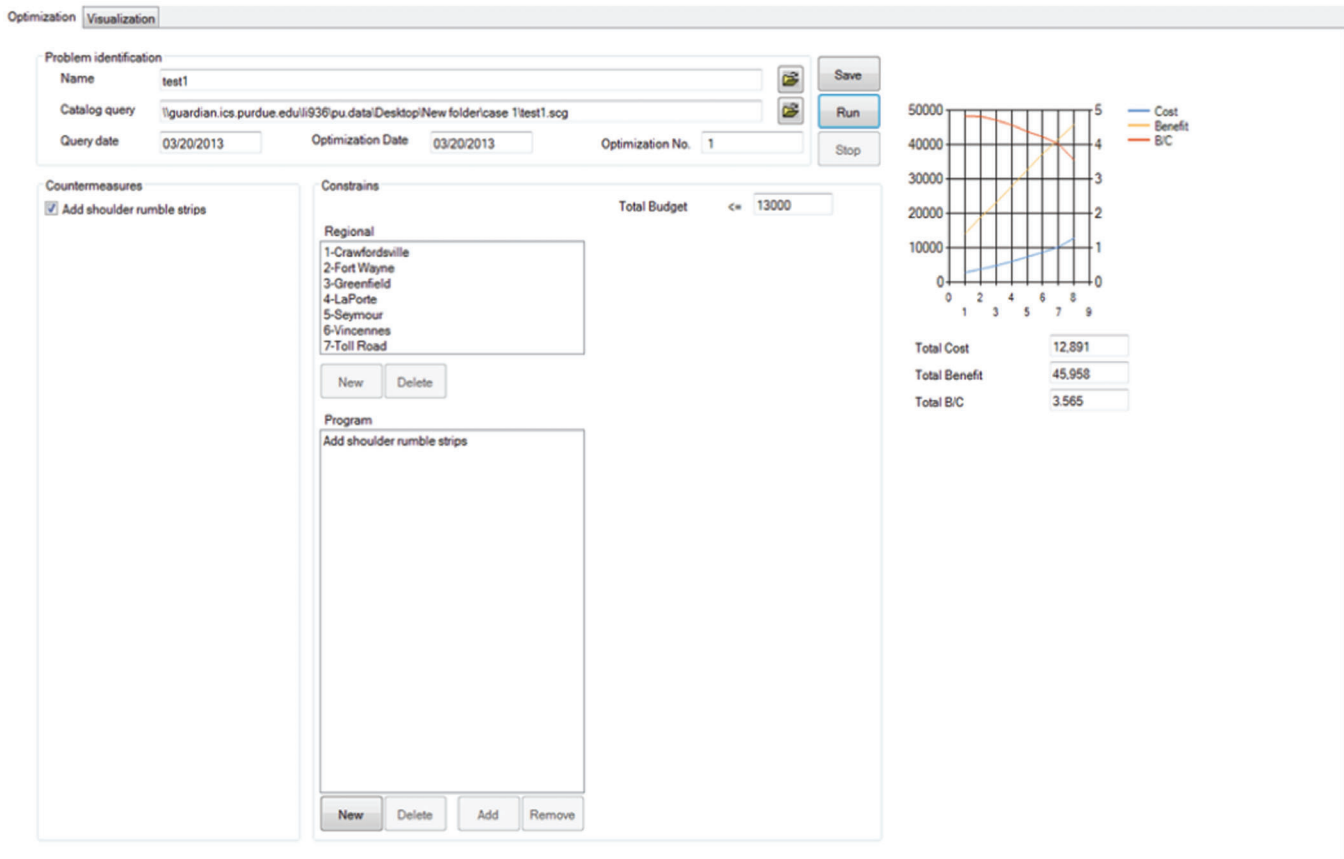 Optimization Visualization
Problem identification
Name test1
Save
Catalog query \\guardian.ics.purdue.edu\li936\pu.data\Desktop\New folder\case 1\test1.scg
Run
Query date 03/20/2013 Optimization Date 03/20/2013 Optimization No. 1
Stop
Countermeasures
Add shoulder rumble strips
Constrains
Total Budget <= 13000
Regional
1-Crawfordsville
2-Fort Wayne
3-Greenfield
4-LaPorte
5-Seymour
6-Vincennes
7-Toll Road
New Delete
Program
Add shoulder rumble strips
New Delete Add Remove
50000 5
40000 4
30000 3
20000 2
10000 1
0 0
0 2 4 6 8
1 3 5 7 9
Cost
Benefit
B/C
Total Cost 12,891
Total Benefit 45,958
Total B/C 3.565